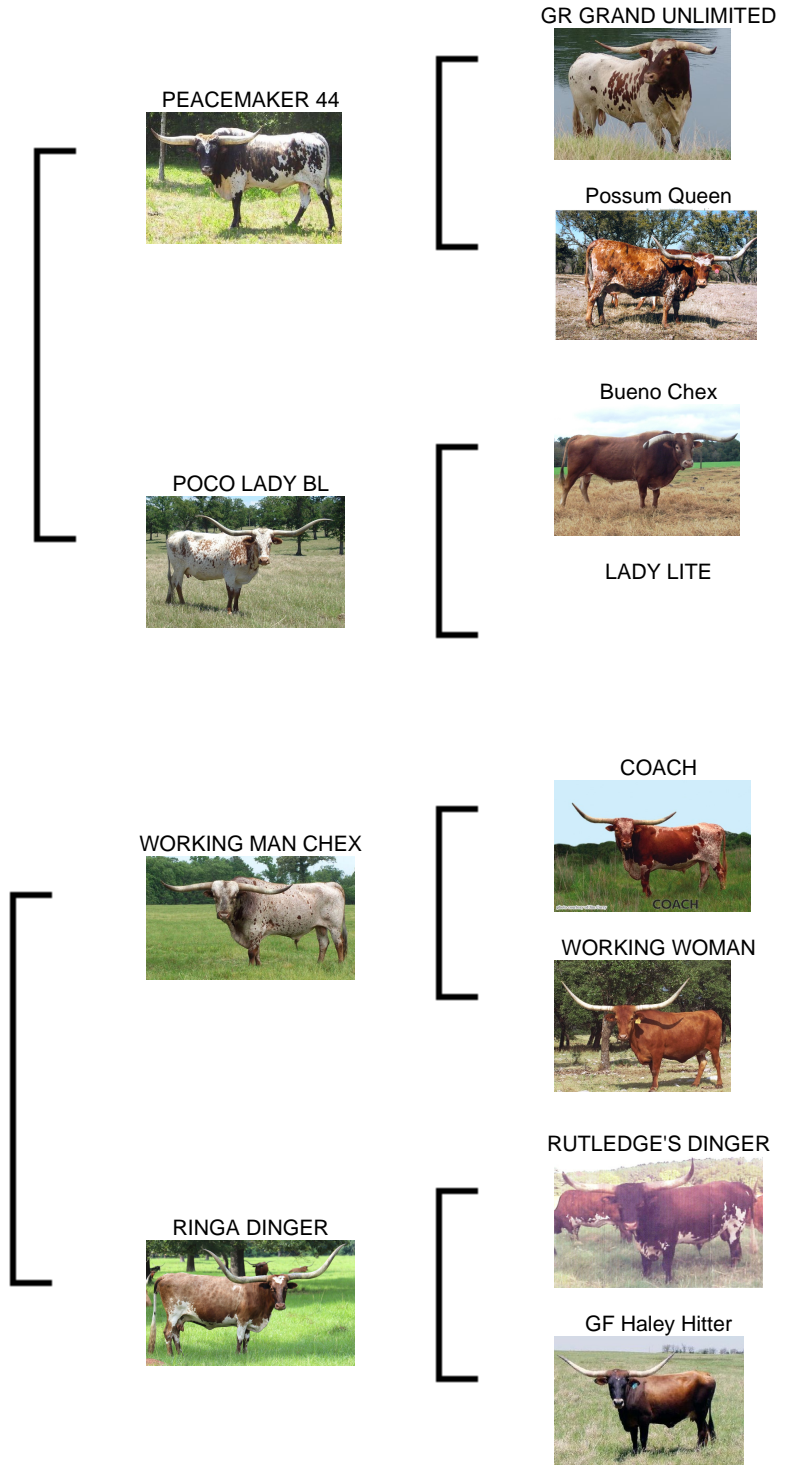 GR GRAND UNLIMITED
PEACEMAKER 44
Possum Queen
Bueno Chex
POCO LADY BL
LADY LITE
COACH
WORKING MAN CHEX
COACH
WORKING WOMAN
RUTLEDGE'S DINGER
RINGA DINGER
GF Haley Hitter